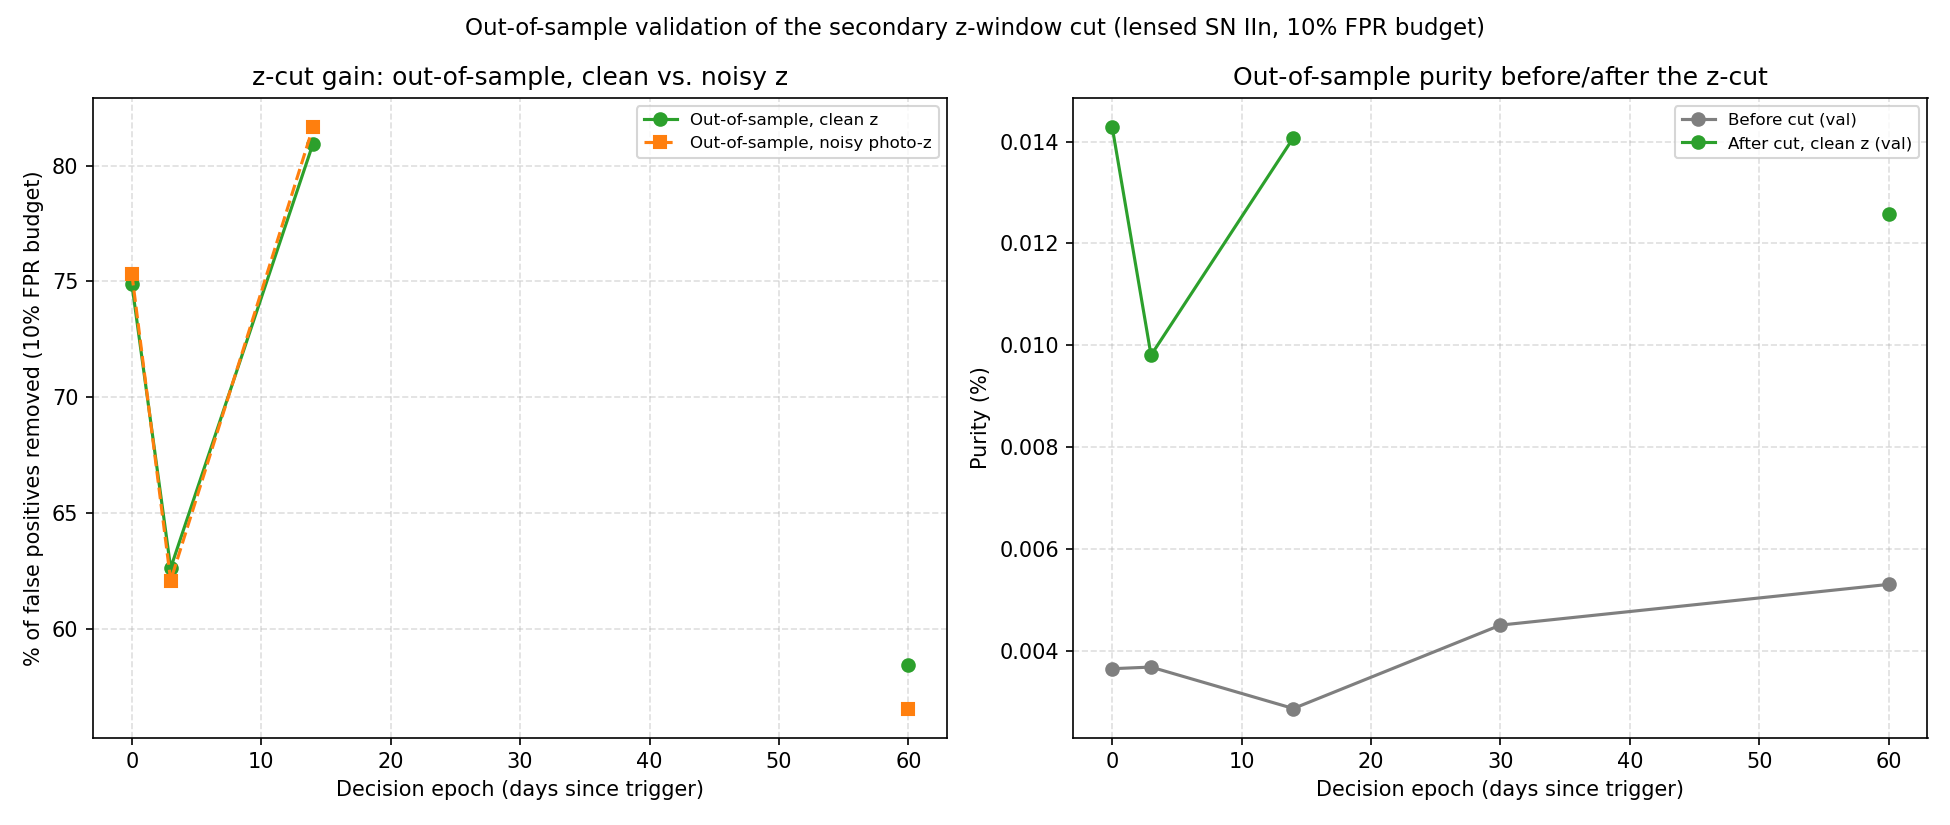 Out-of-sample validation of the secondary z-window cut (lensed SN IIn, 10% FPR budget)
z-cut gain: out-of-sample, clean vs. noisy z
Out-of-sample, clean z
Out-of-sample, noisy photo-z
% of false positives removed (10% FPR budget)
80
75
70
65
60
0 10 20 30 40 50 60
Decision epoch (days since trigger)
Out-of-sample purity before/after the z-cut
Before cut (val)
After cut, clean z (val)
Purity (%)
0.014
0.012
0.010
0.008
0.006
0.004
0 10 20 30 40 50 60
Decision epoch (days since trigger)